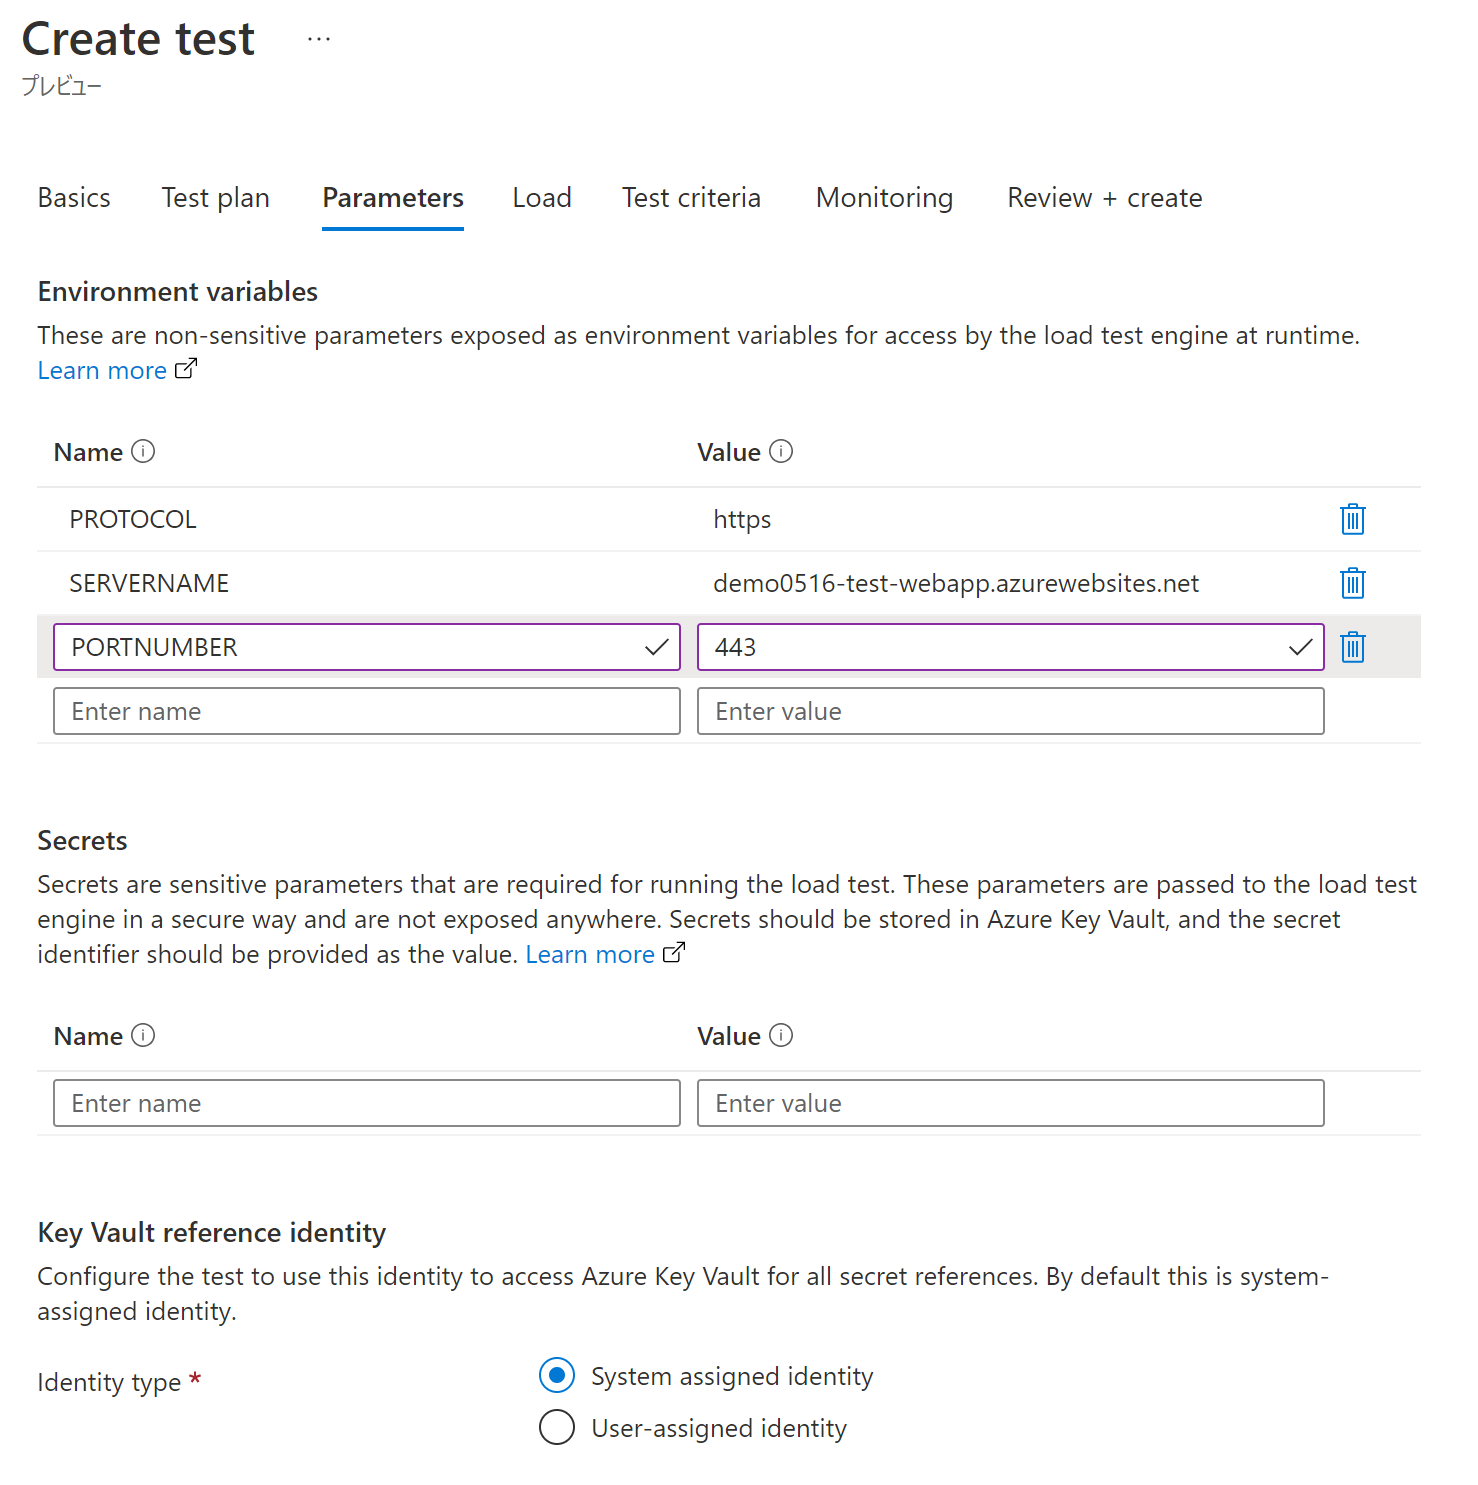 Create test ...
プレビュー
Basics Test plan Parameters Load Test criteria Monitoring Review + create
Environment variables
These are non-sensitive parameters exposed as environment variables for access by the load test engine at runtime.
Learn more
Name Value
PROTOCOL https
SERVERNAME demo0516-test-webapp.azurewebsites.net
PORTNUMBER 443
Enter name Enter value
Secrets
Secrets are sensitive parameters that are required for running the load test. These parameters are passed to the load test
engine in a secure way and are not exposed anywhere. Secrets should be stored in Azure Key Vault, and the secret
identifier should be provided as the value. Learn more
Name Value
Enter name Enter value
Key Vault reference identity
Configure the test to use this identity to access Azure Key Vault for all secret references. By default this is system-
assigned identity.
Identity type * System assigned identity
User-assigned identity